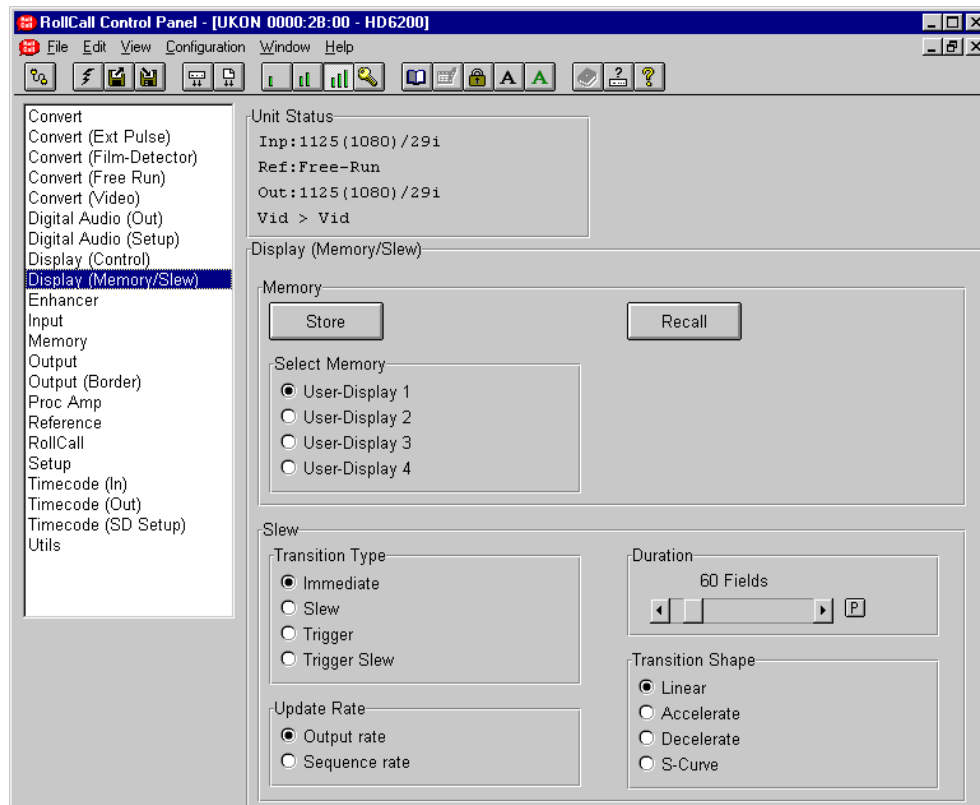 RollCall Control Panel - [UKON 0000:2B:00 - HD6200]
File Edit View Configuration Window Help
A A
Convert
Convert (Ext Pulse)
Convert (Film-Detector)
Convert (Free Run)
Convert (Video)
Digital Audio (Out)
Digital Audio (Setup)
Display (Control)
Display (Memory/Slew)
Enhancer
Input
Memory
Output
Output (Border)
Proc Amp
Reference
RollCall
Setup
Timecode (In)
Timecode (Out)
Timecode (SD Setup)
Utils
Unit Status
Inp:1125(1080)/29i
Ref:Free-Run
Out:1125(1080)/29i
Vid > Vid
Display (Memory/Slew)
Memory
Store
Recall
Select Memory
User-Display 1
User-Display 2
User-Display 3
User-Display 4
Slew
Transition Type
Immediate
Slew
Trigger
Trigger Slew
Update Rate
Output rate
Sequence rate
Duration
60 Fields
P
Transition Shape
Linear
Accelerate
Decelerate
S-Curve